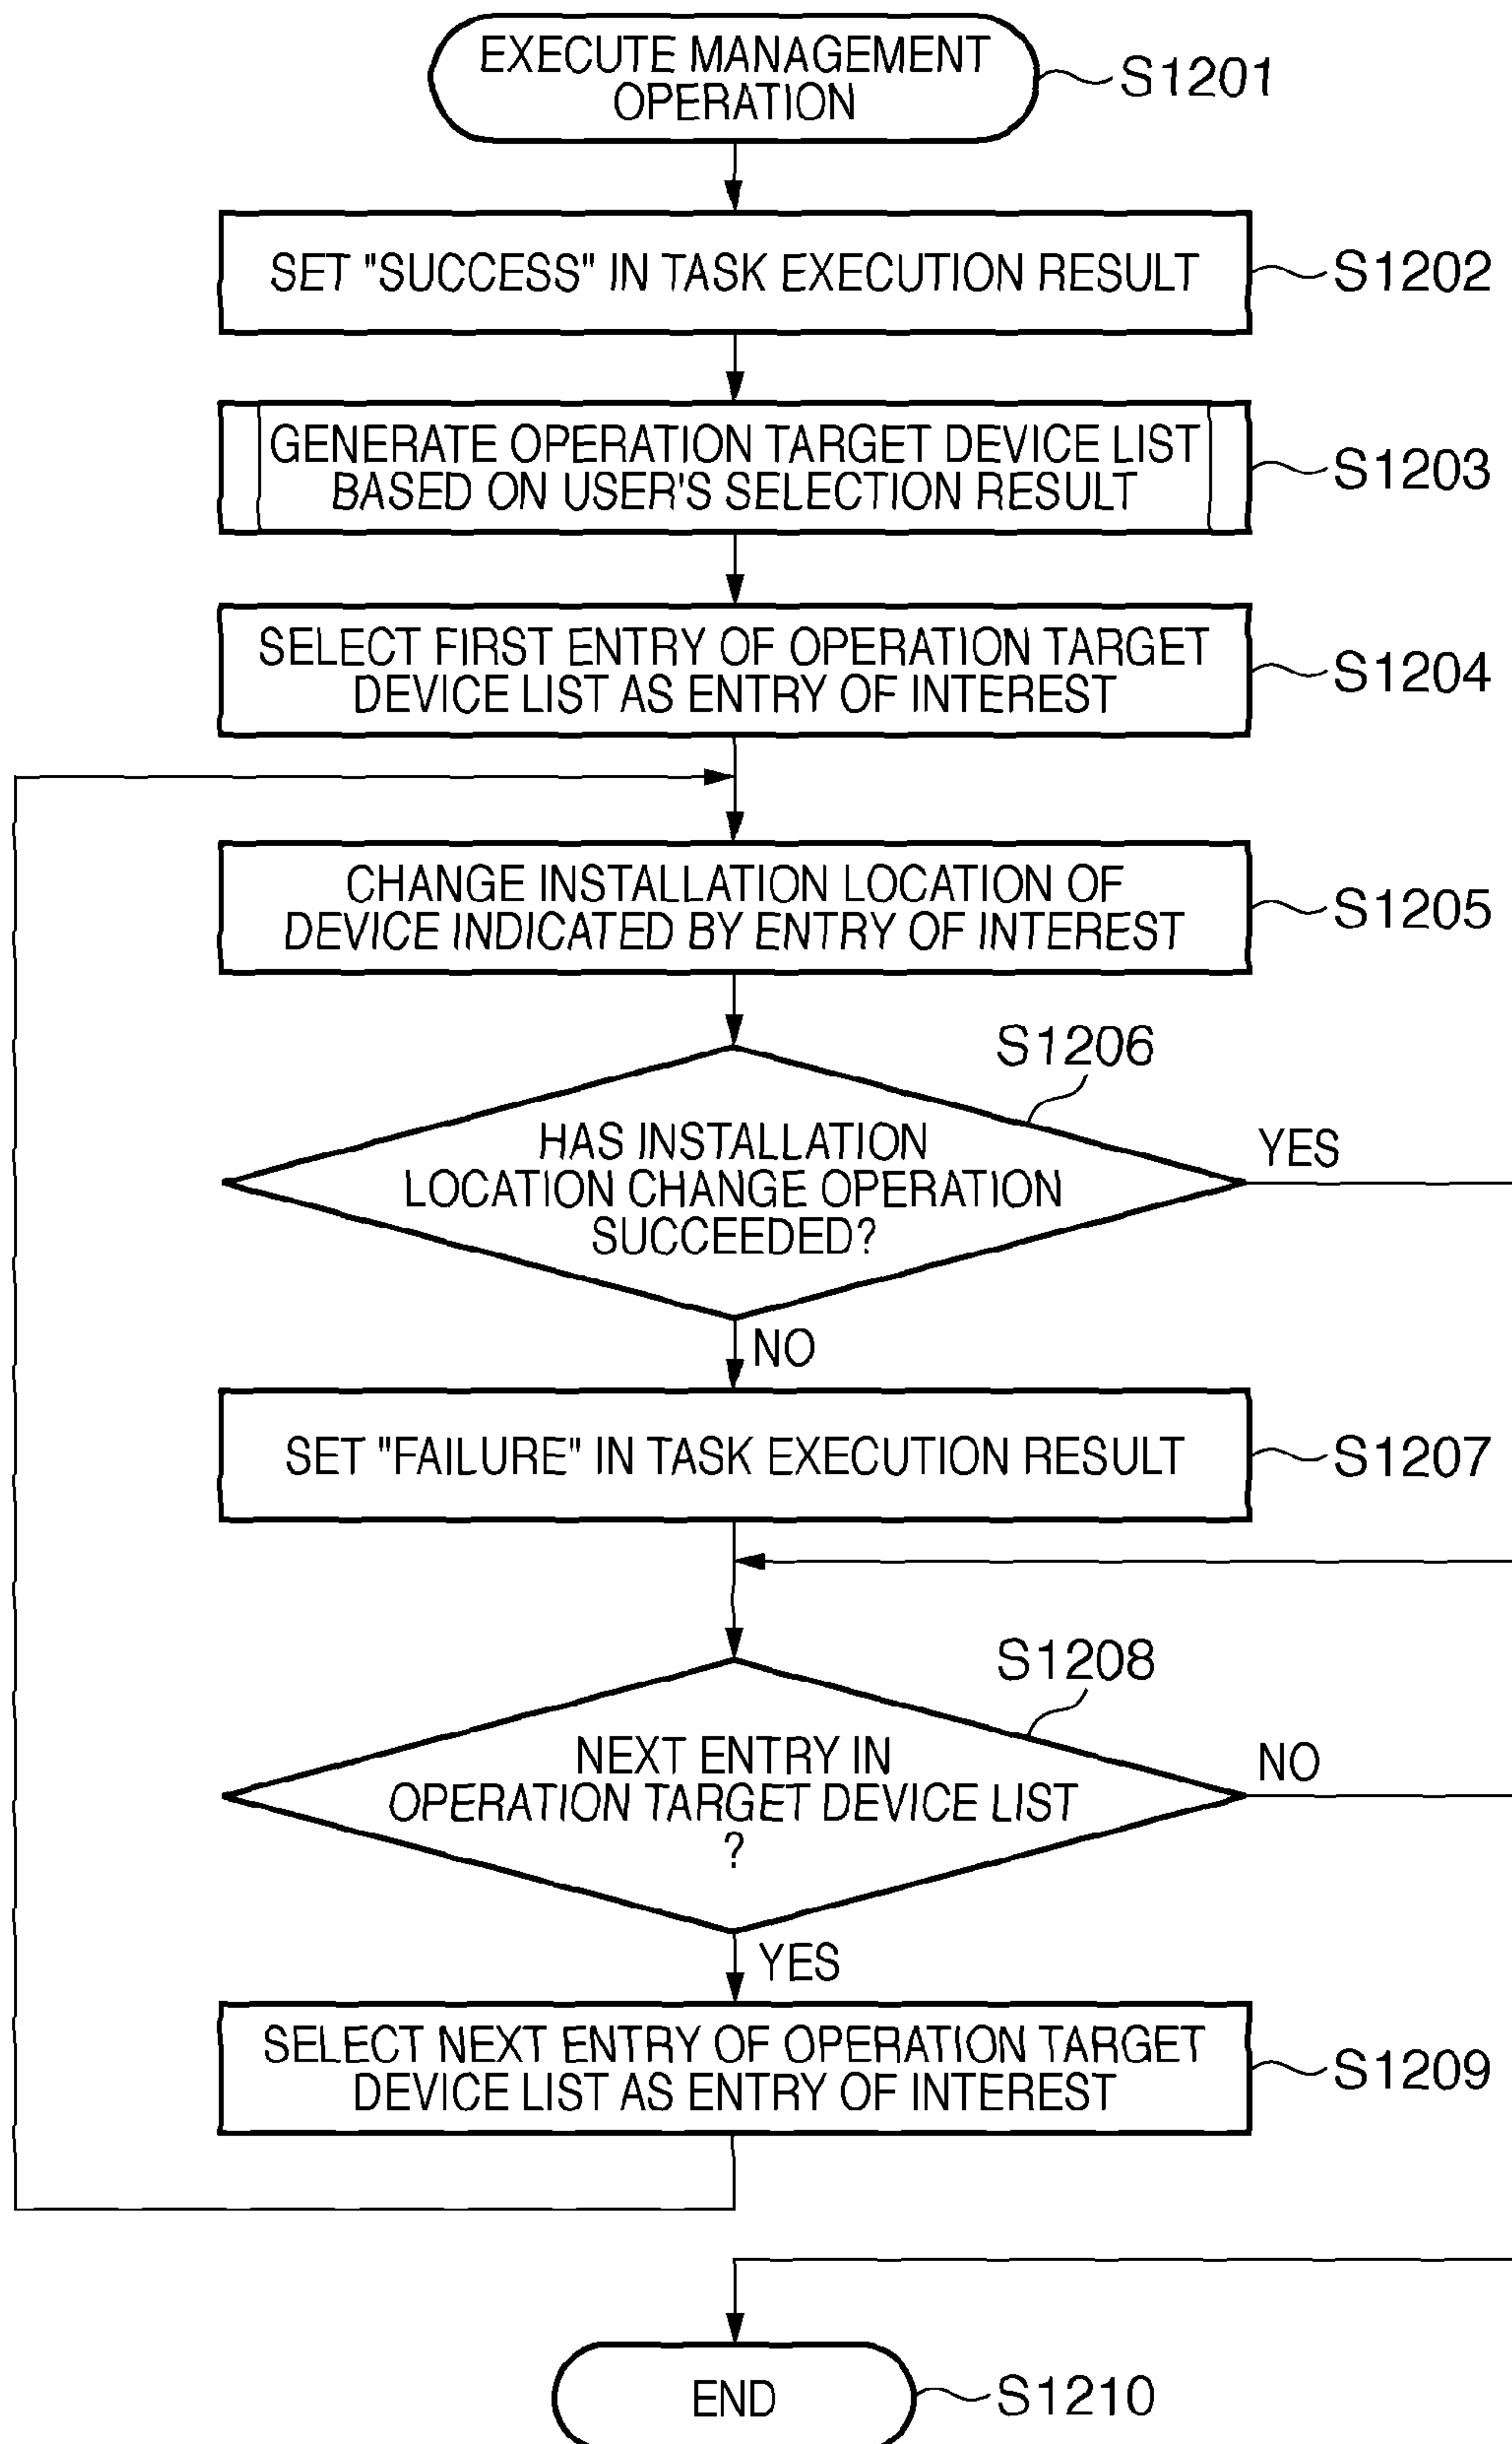 EXECUTE MANAGEMENT
OPERATION
S1201
SET "SUCCESS" IN TASK EXECUTION RESULT
S1202
GENERATE OPERATION TARGET DEVICE LIST
BASED ON USER'S SELECTION RESULT
S1203
SELECT FIRST ENTRY OF OPERATION TARGET
DEVICE LIST AS ENTRY OF INTEREST
S1204
CHANGE INSTALLATION LOCATION OF
DEVICE INDICATED BY ENTRY OF INTEREST
S1205
S1206
HAS INSTALLATION
LOCATION CHANGE OPERATION
SUCCEEDED?
YES
NO
SET "FAILURE" IN TASK EXECUTION RESULT
S1207
S1208
NEXT ENTRY IN
OPERATION TARGET DEVICE LIST
?
NO
YES
SELECT NEXT ENTRY OF OPERATION TARGET
DEVICE LIST AS ENTRY OF INTEREST
S1209
END
S1210